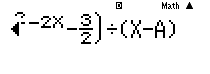 Math ▲
²-2X-3/2)÷(X-A)